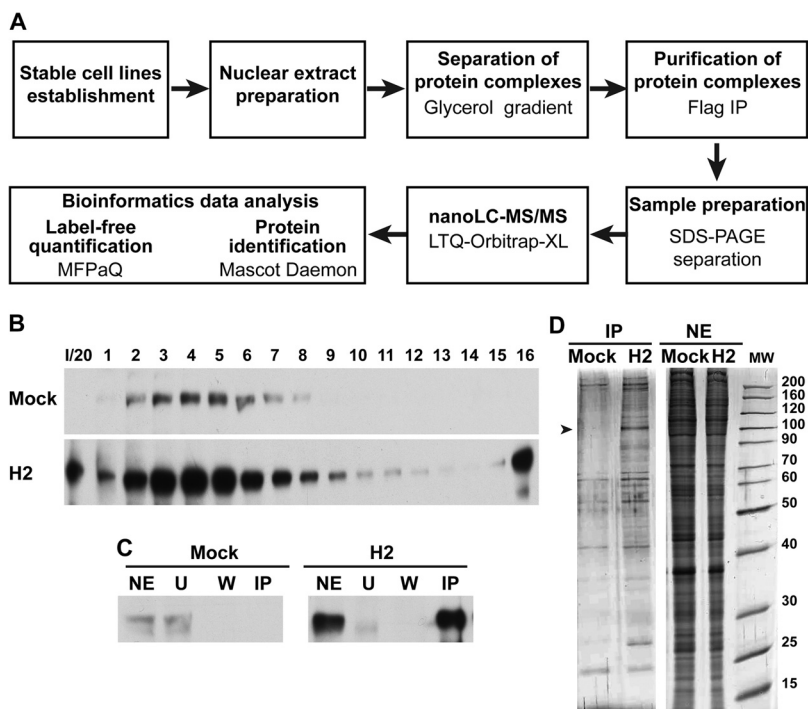 A
Stable cell lines
establishment
Nuclear extract
preparation
Separation of
protein complexes
Glycerol gradient
Purification of
protein complexes
Flag IP
Bioinformatics data analysis
Label-free
quantification
MFPaQ
Protein
identification
Mascot Daemon
nanoLC-MS/MS
LTQ-Orbitrap-XL
Sample preparation
SDS-PAGE
separation
B
I/20 1 2 3 4 5 6 7 8 9 10 11 12 13 14 15 16
Mock
H2
C
Mock H2
NE U W IP NE U W IP
D
IP NE
Mock H2 Mock H2 MW
200
160
120
100
90
70
60
50
40
30
20
15